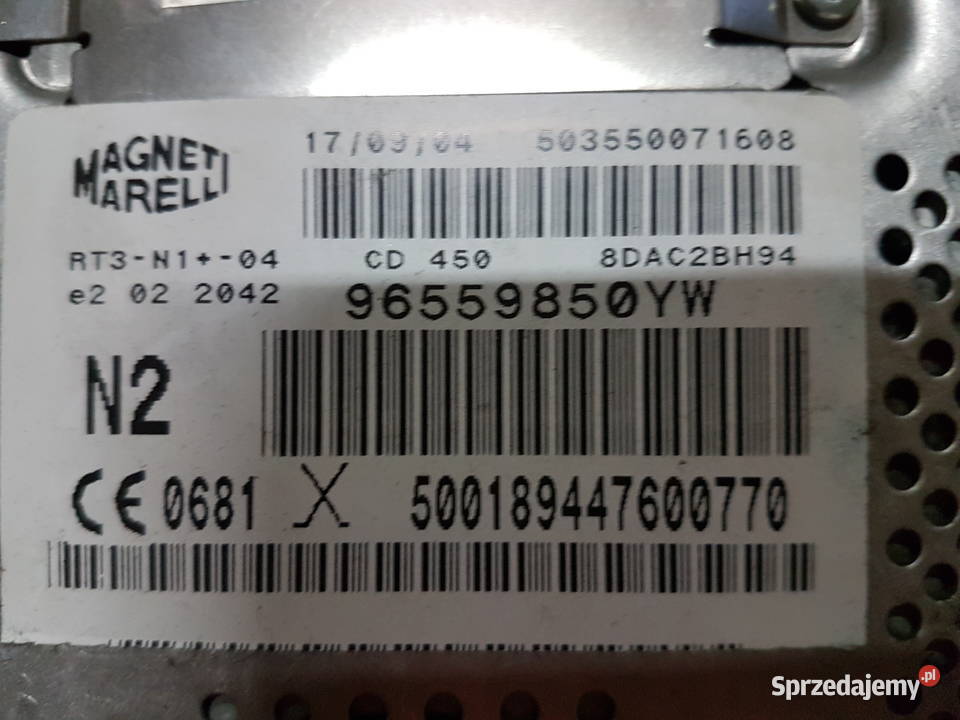 MAGNETI
MARELLI
17/09/04 503550071608
RT3-N1+-04 CD 450 8DAC2BH94
e2 02 2042 96559850YW
N2
CE 0681 500189447600770
Sprzedajemy.pl